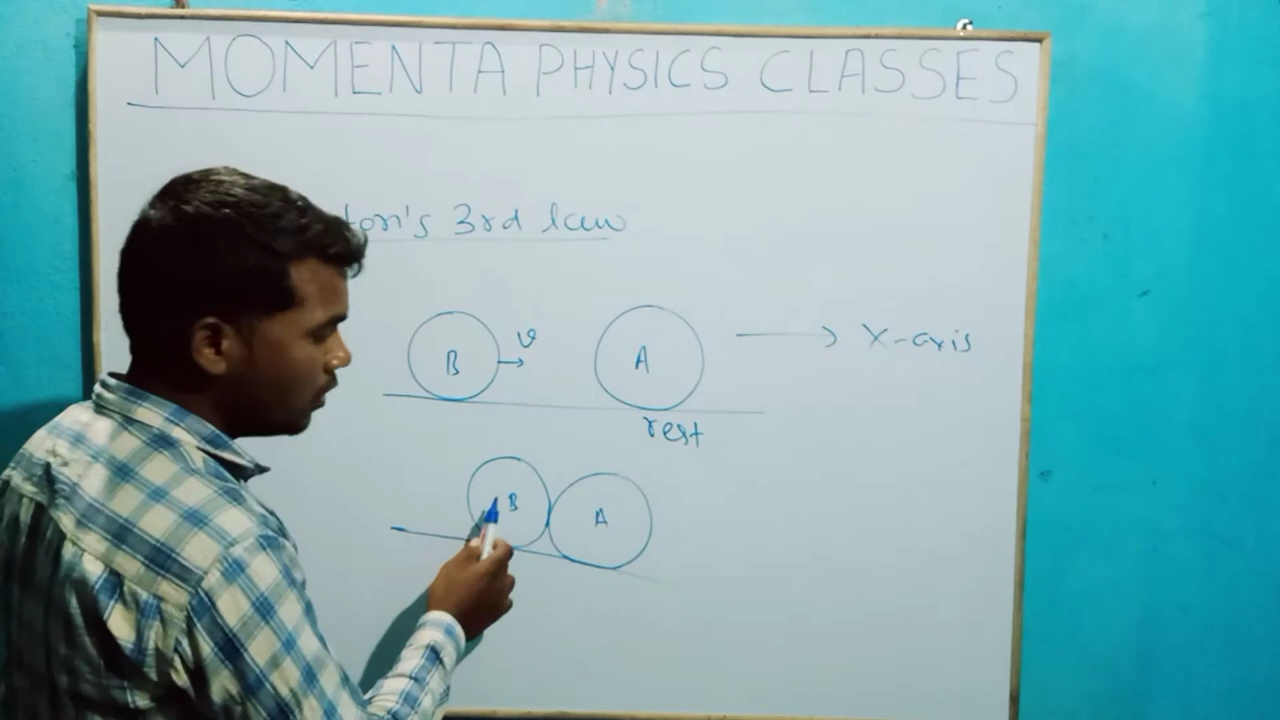 MOMENTA PHYSICS CLASSES
ton's 3rd law
B v A X-axis
rest
B A